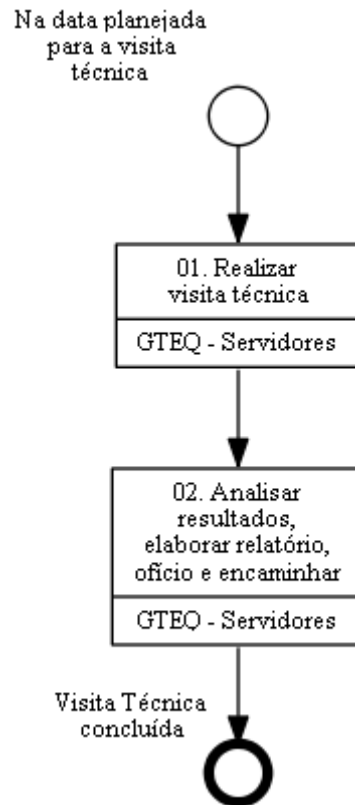 Na data planejada
para a visita
técnica
01. Realizar
visita técnica
GTEQ - Servidores
02. Analisar
resultados,
elaborar relatório,
ofício e encaminhar
GTEQ - Servidores
Visita Técnica
concluída